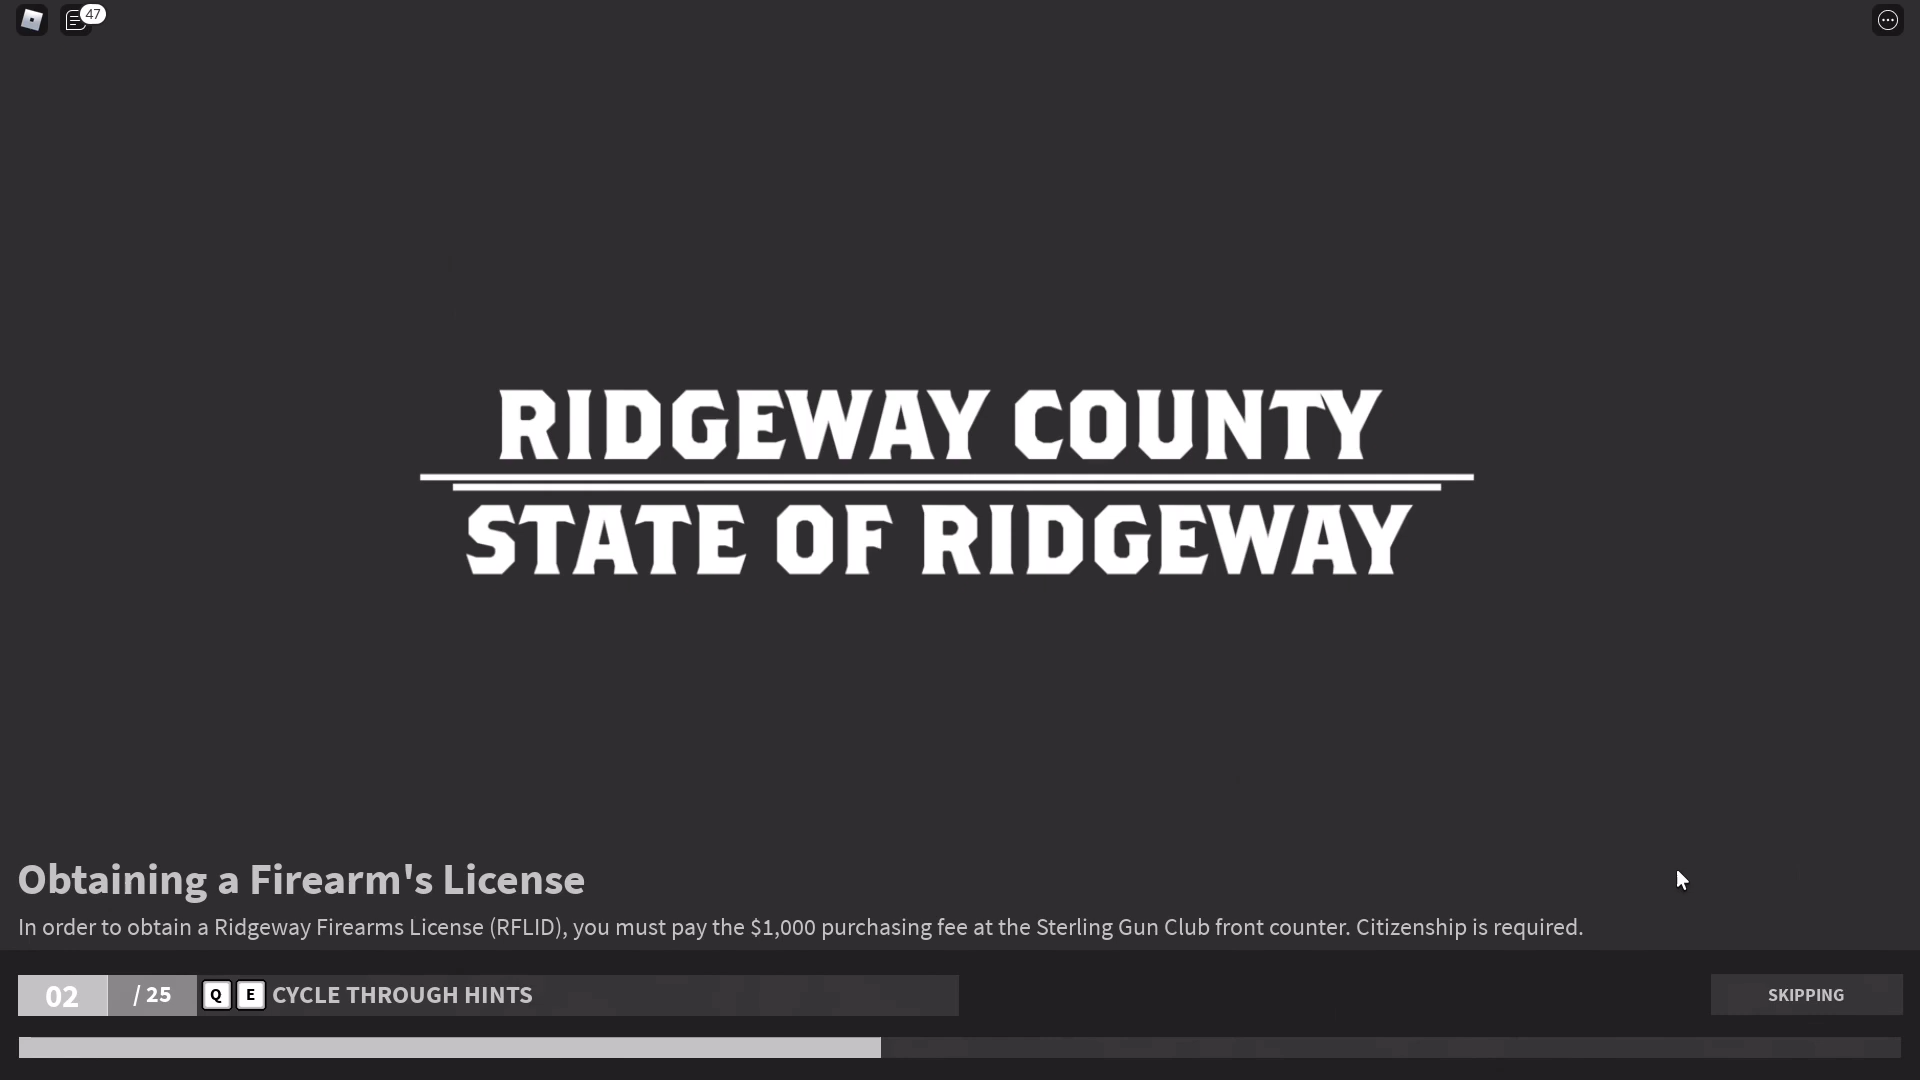 47
RIDGEWAY COUNTY
STATE OF RIDGEWAY
Obtaining a Firearm's License
In order to obtain a Ridgeway Firearms License (RFLID), you must pay the $1,000 purchasing fee at the Sterling Gun Club front counter. Citizenship is required.
02 / 25 Q E CYCLE THROUGH HINTS
SKIPPING